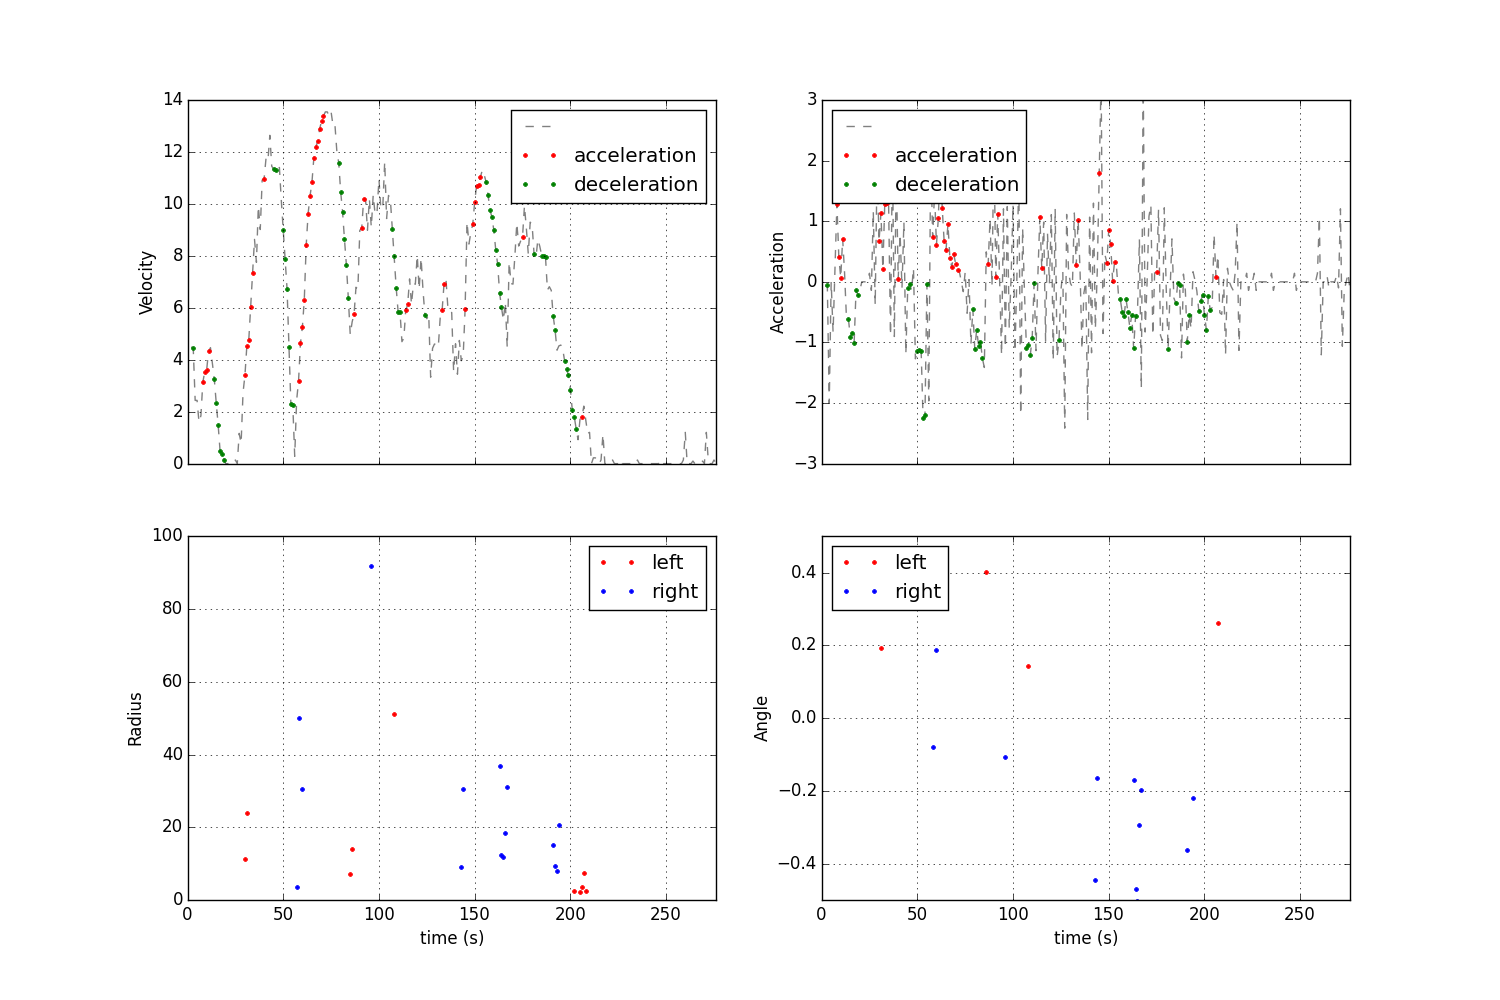 14
12
10
8
6
4
2
0
Velocity
acceleration
deceleration
3
2
1
0
−1
−2
−3
Acceleration
acceleration
deceleration
100
80
60
40
20
0
Radius
left
right
0 50 100 150 200 250
time (s)
0.4
0.2
0.0
−0.2
−0.4
Angle
left
right
0 50 100 150 200 250
time (s)